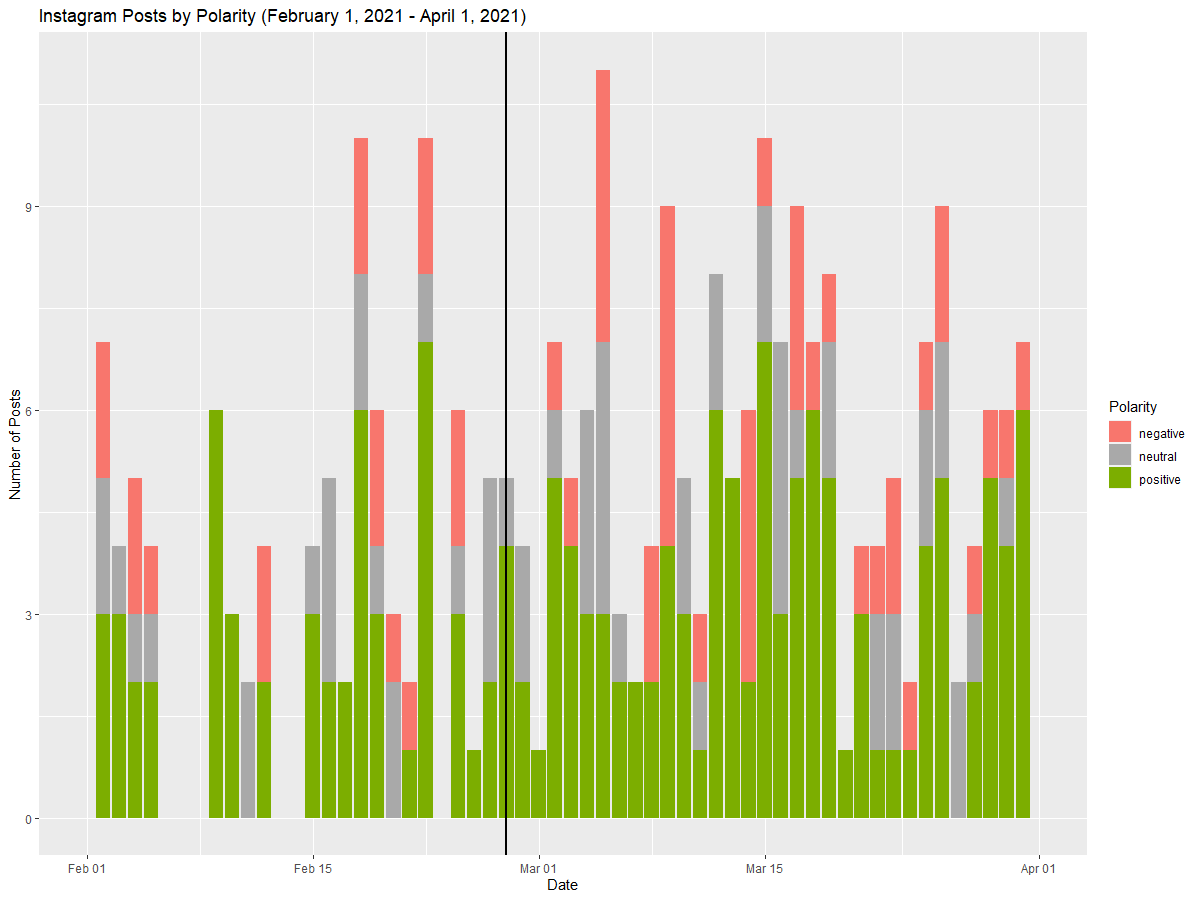 Instagram Posts by Polarity (February 1, 2021 - April 1, 2021)
Number of Posts
9
6
3
0
Feb 01
Feb 15
Mar 01
Mar 15
Apr 01
Date
Polarity
negative
neutral
positive